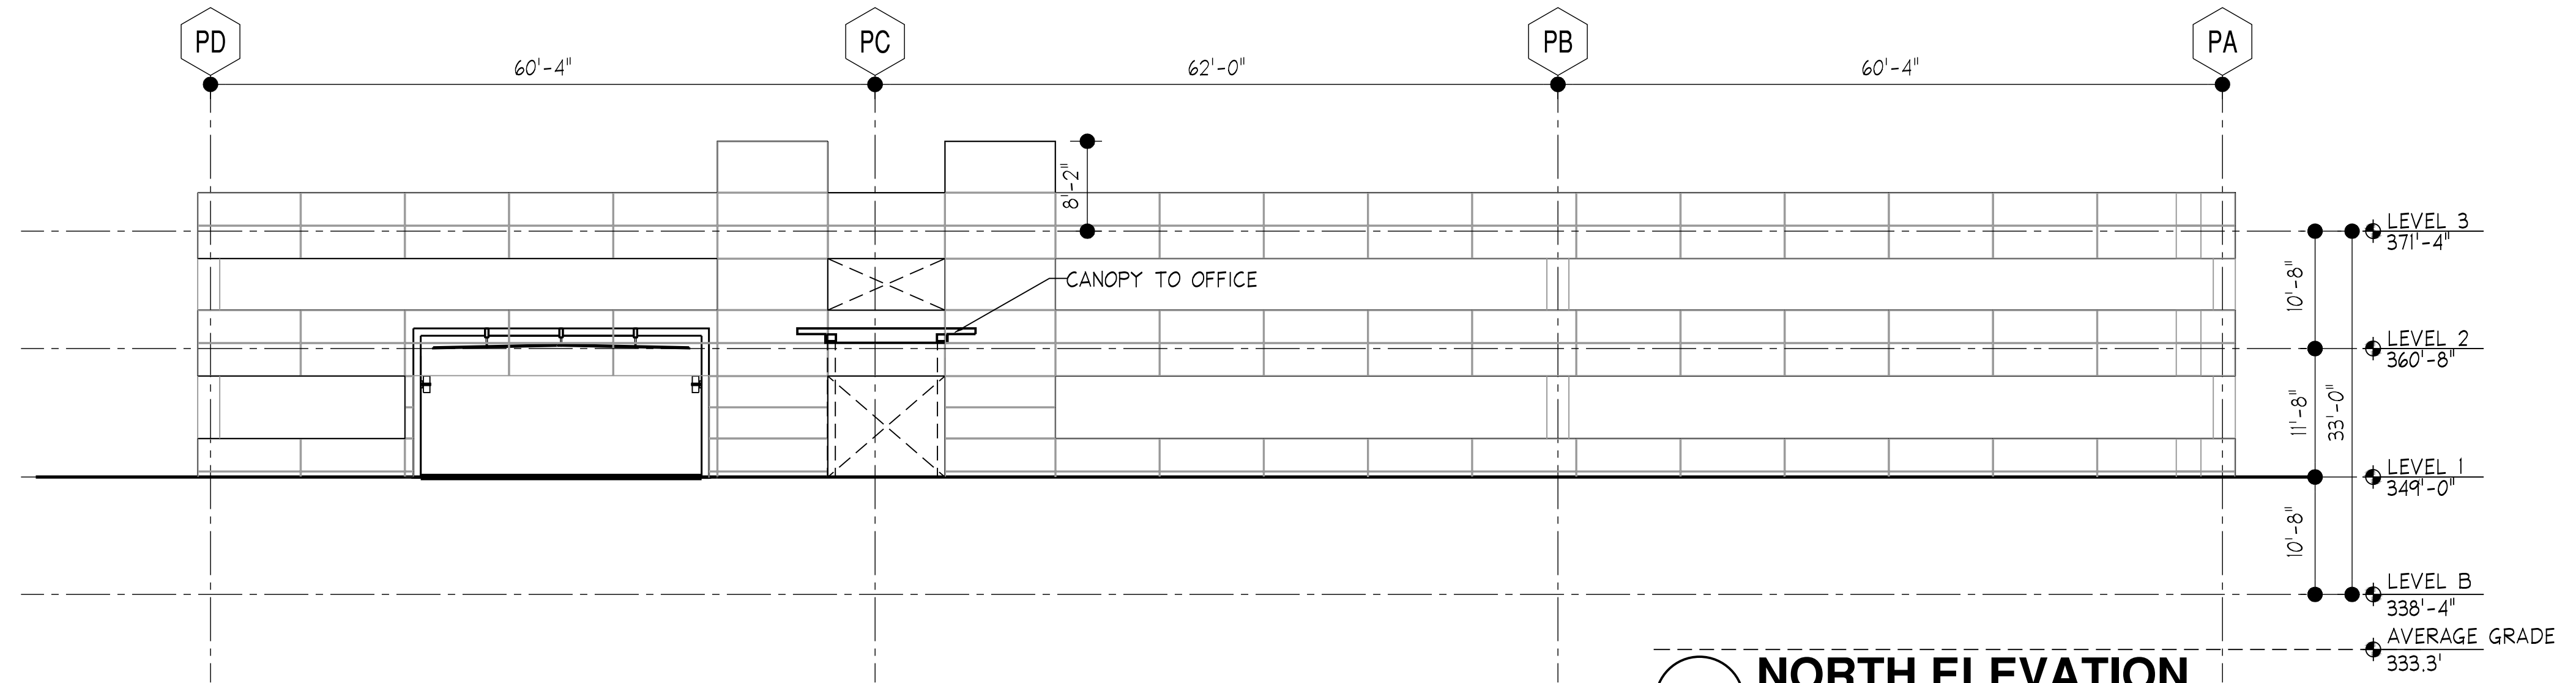 PD
PC
PB
PA
60'-4"
62'-0"
60'-4"
8'-2"
LEVEL 3
371'-4"
CANOPY TO OFFICE
10'-8"
LEVEL 2
360'-8"
11'-8"
33'-0"
LEVEL 1
349'-0"
10'-8"
LEVEL B
338'-4"
AVERAGE GRADE
333.3'
NORTH ELEVATION